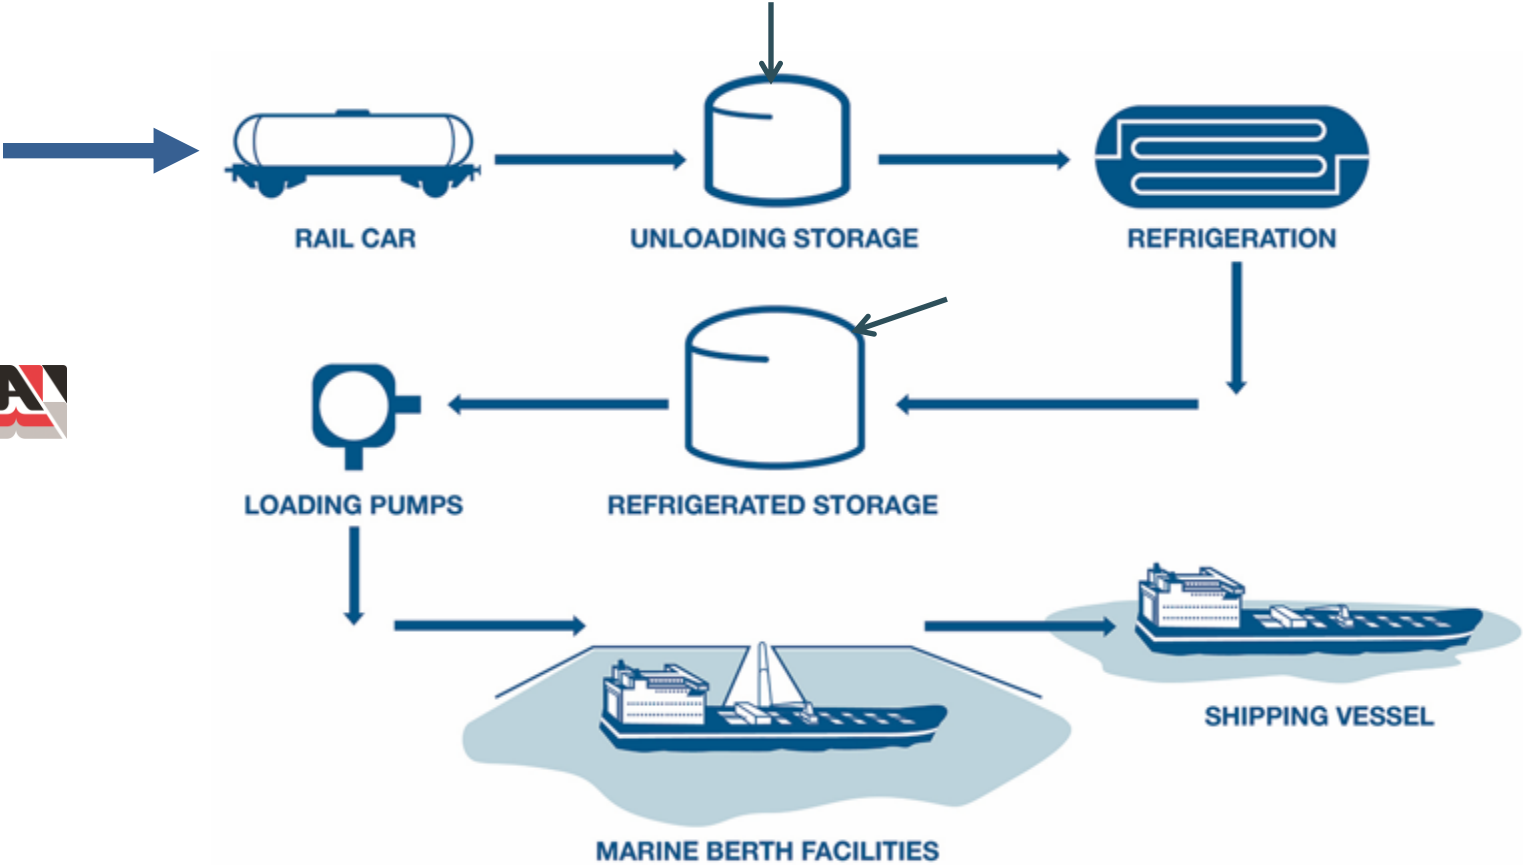 RAIL CAR
UNLOADING STORAGE
REFRIGERATION
LOADING PUMPS
REFRIGERATED STORAGE
SHIPPING VESSEL
MARINE BERTH FACILITIES